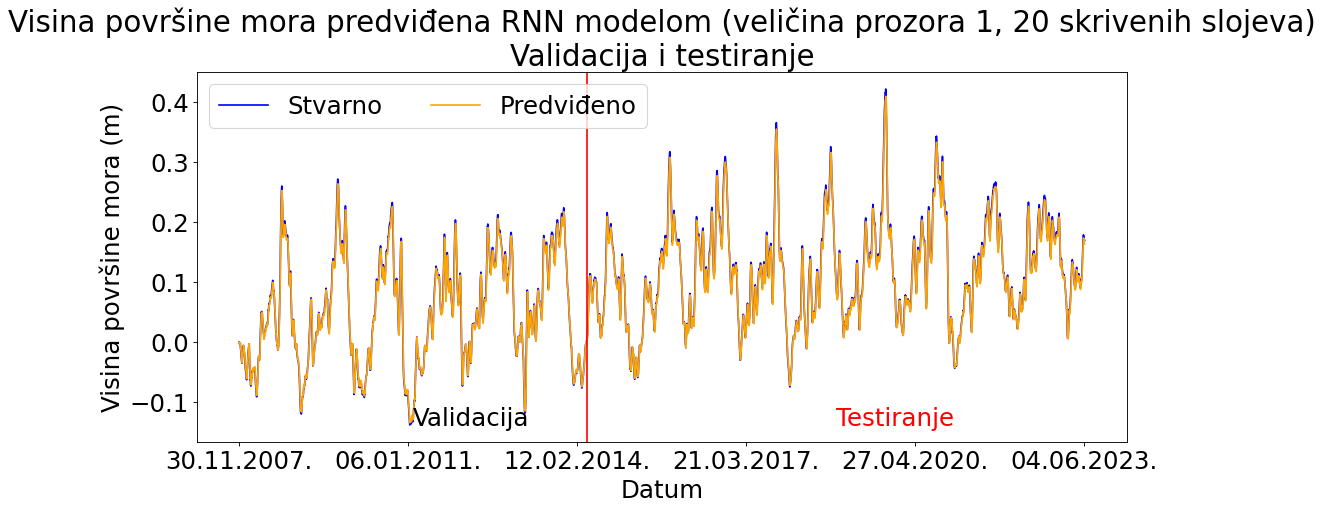 Visina površine mora predviđena RNN modelom (veličina prozora 1, 20 skrivenih slojeva)
Validacija i testiranje
Stvarno
Predviđeno
Visina površine mora (m)
0.4
0.3
0.2
0.1
0.0
−0.1
Validacija
Testiranje
30.11.2007.
06.01.2011.
12.02.2014.
21.03.2017.
27.04.2020.
04.06.2023.
Datum